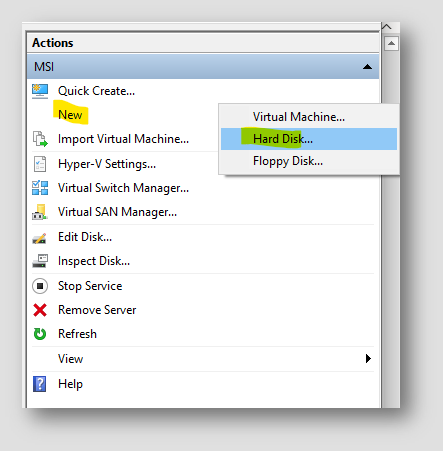 Actions
MSI
Quick Create...
New
Virtual Machine...
Hard Disk...
Floppy Disk...
Import Virtual Machine...
Hyper-V Settings...
Virtual Switch Manager...
Virtual SAN Manager...
Edit Disk...
Inspect Disk...
Stop Service
Remove Server
Refresh
View
Help